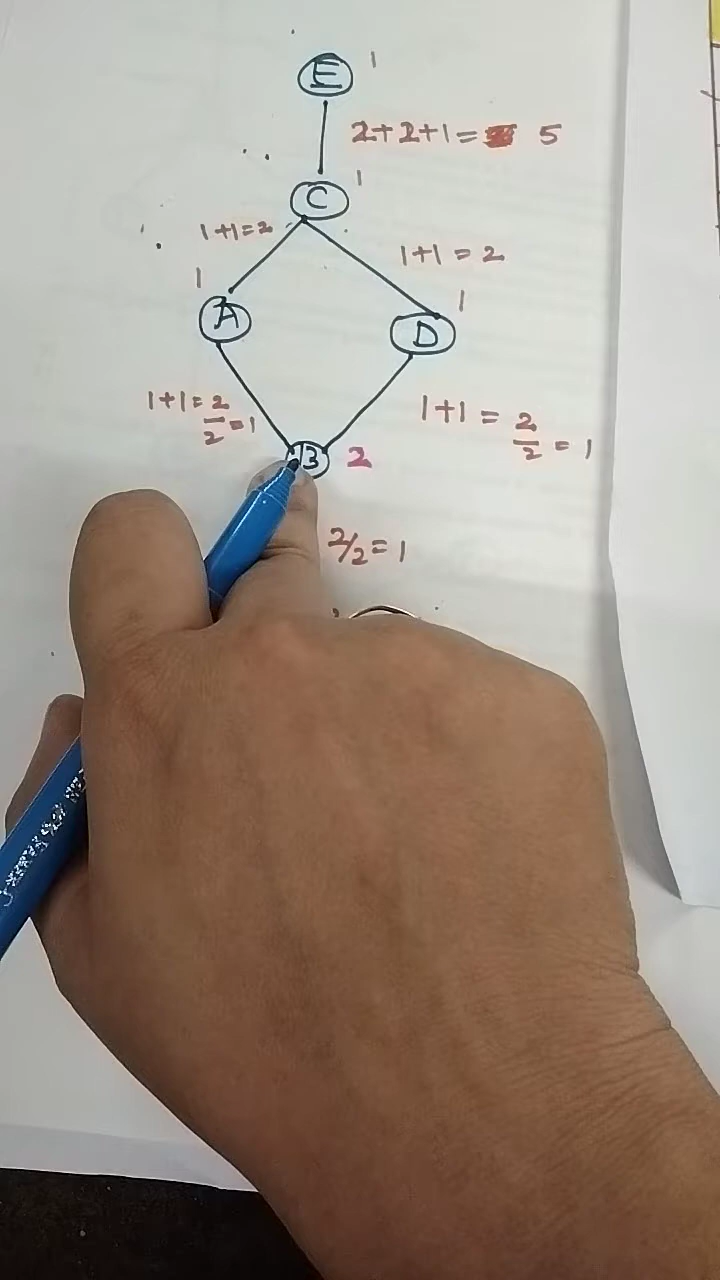 E 1
2+2+1= 5
C 1
1+1=2
1+1 = 2
1
A
1
D
1+1=2/2=1
1+1 = 2/2 = 1
B 2
2/2=1